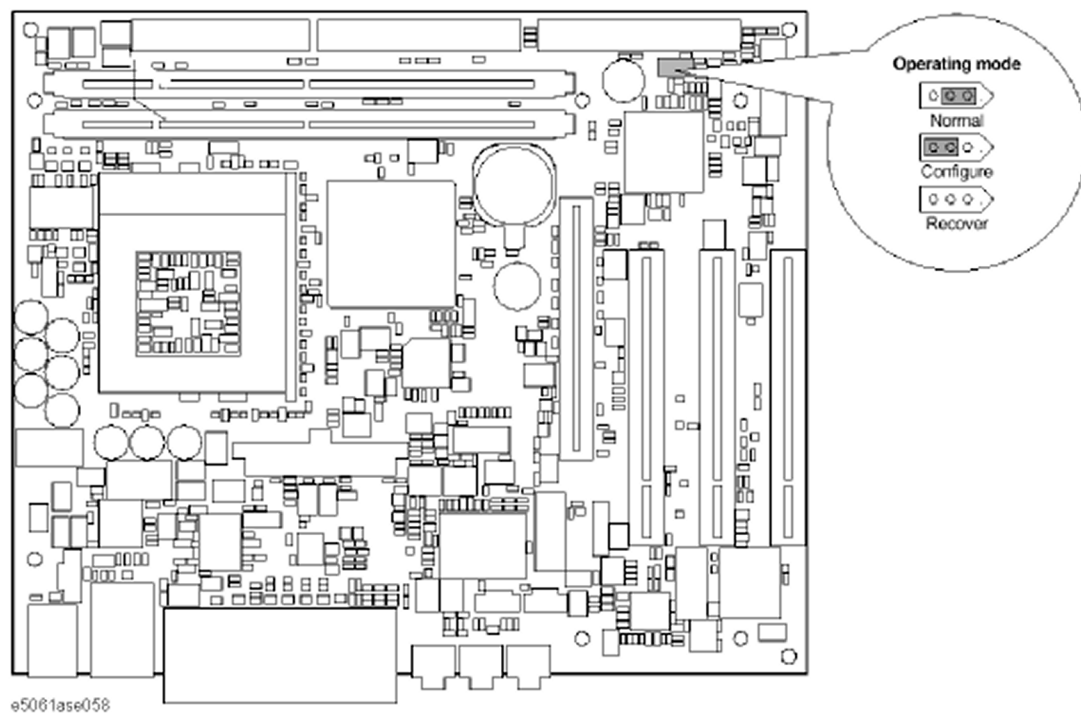 Operating mode
Normal
Configure
Recover
e5061ase058